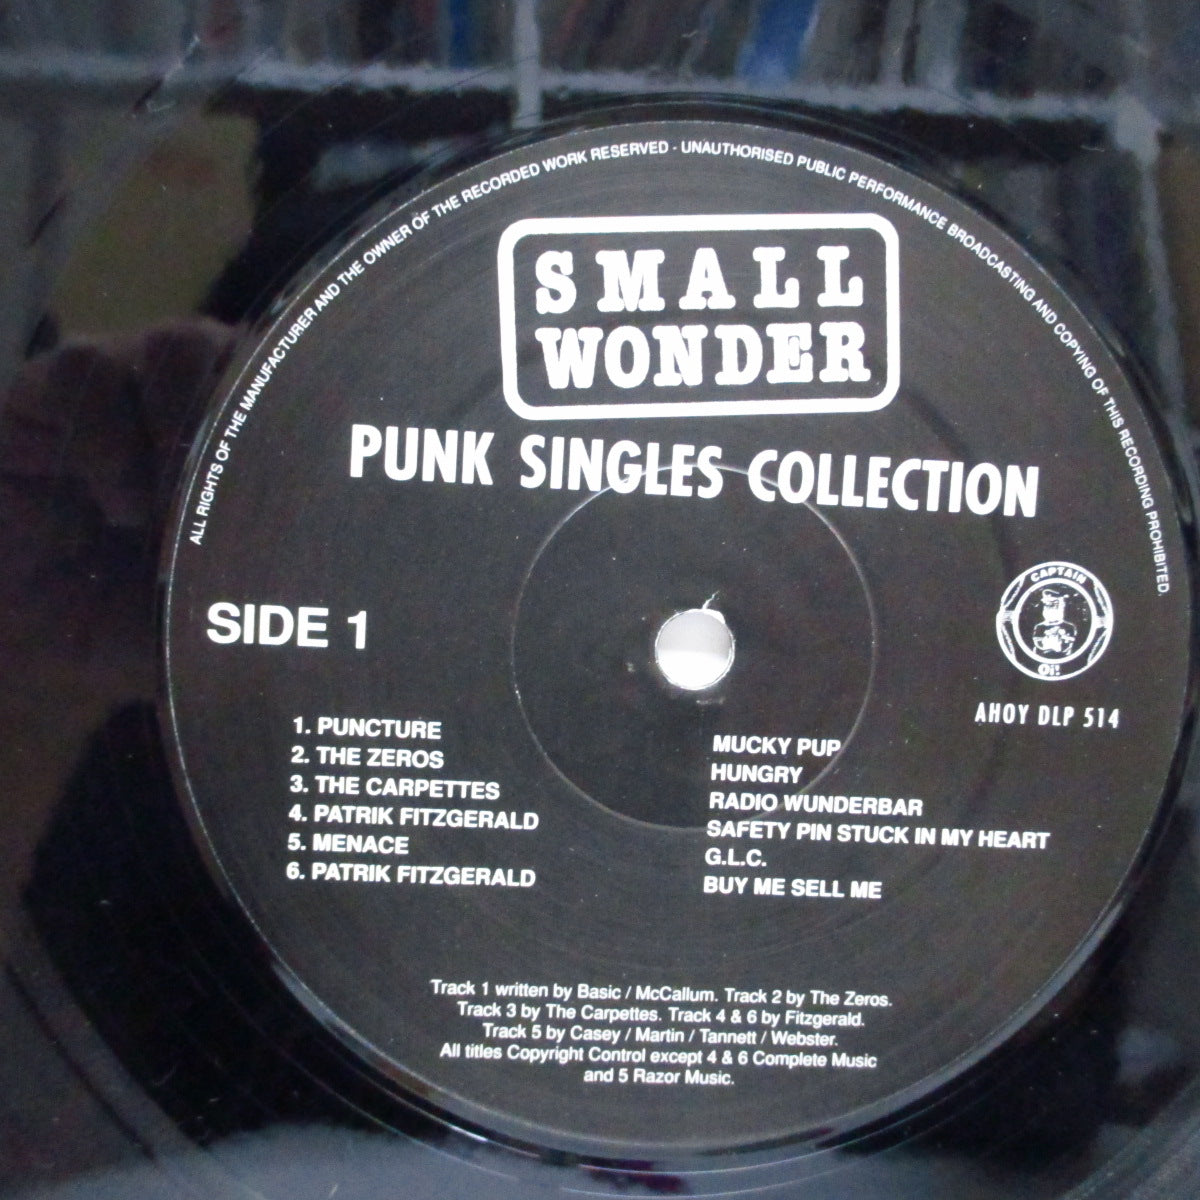 ALL RIGHTS OF THE MANUFACTURER AND THE OWNER OF THE RECORDED WORK RESERVED - UNAUTHORISED PUBLIC PERFORMANCE BROADCASTING AND COPYING OF THIS RECORDING PROHIBITED.
SMALL
WONDER
PUNK SINGLES COLLECTION
CAPTAIN
Oi!
SIDE 1
AHOY DLP 514
1. PUNCTURE MUCKY PUP
2. THE ZEROS HUNGRY
3. THE CARPETTES RADIO WUNDERBAR
4. PATRIK FITZGERALD SAFETY PIN STUCK IN MY HEART
5. MENACE G.L.C.
6. PATRIK FITZGERALD BUY ME SELL ME
Track 1 written by Basic / McCallum. Track 2 by The Zeros.
Track 3 by The Carpettes. Track 4 & 6 by Fitzgerald.
Track 5 by Casey / Martin / Tannett / Webster.
All titles Copyright Control except 4 & 6 Complete Music
and 5 Razor Music.